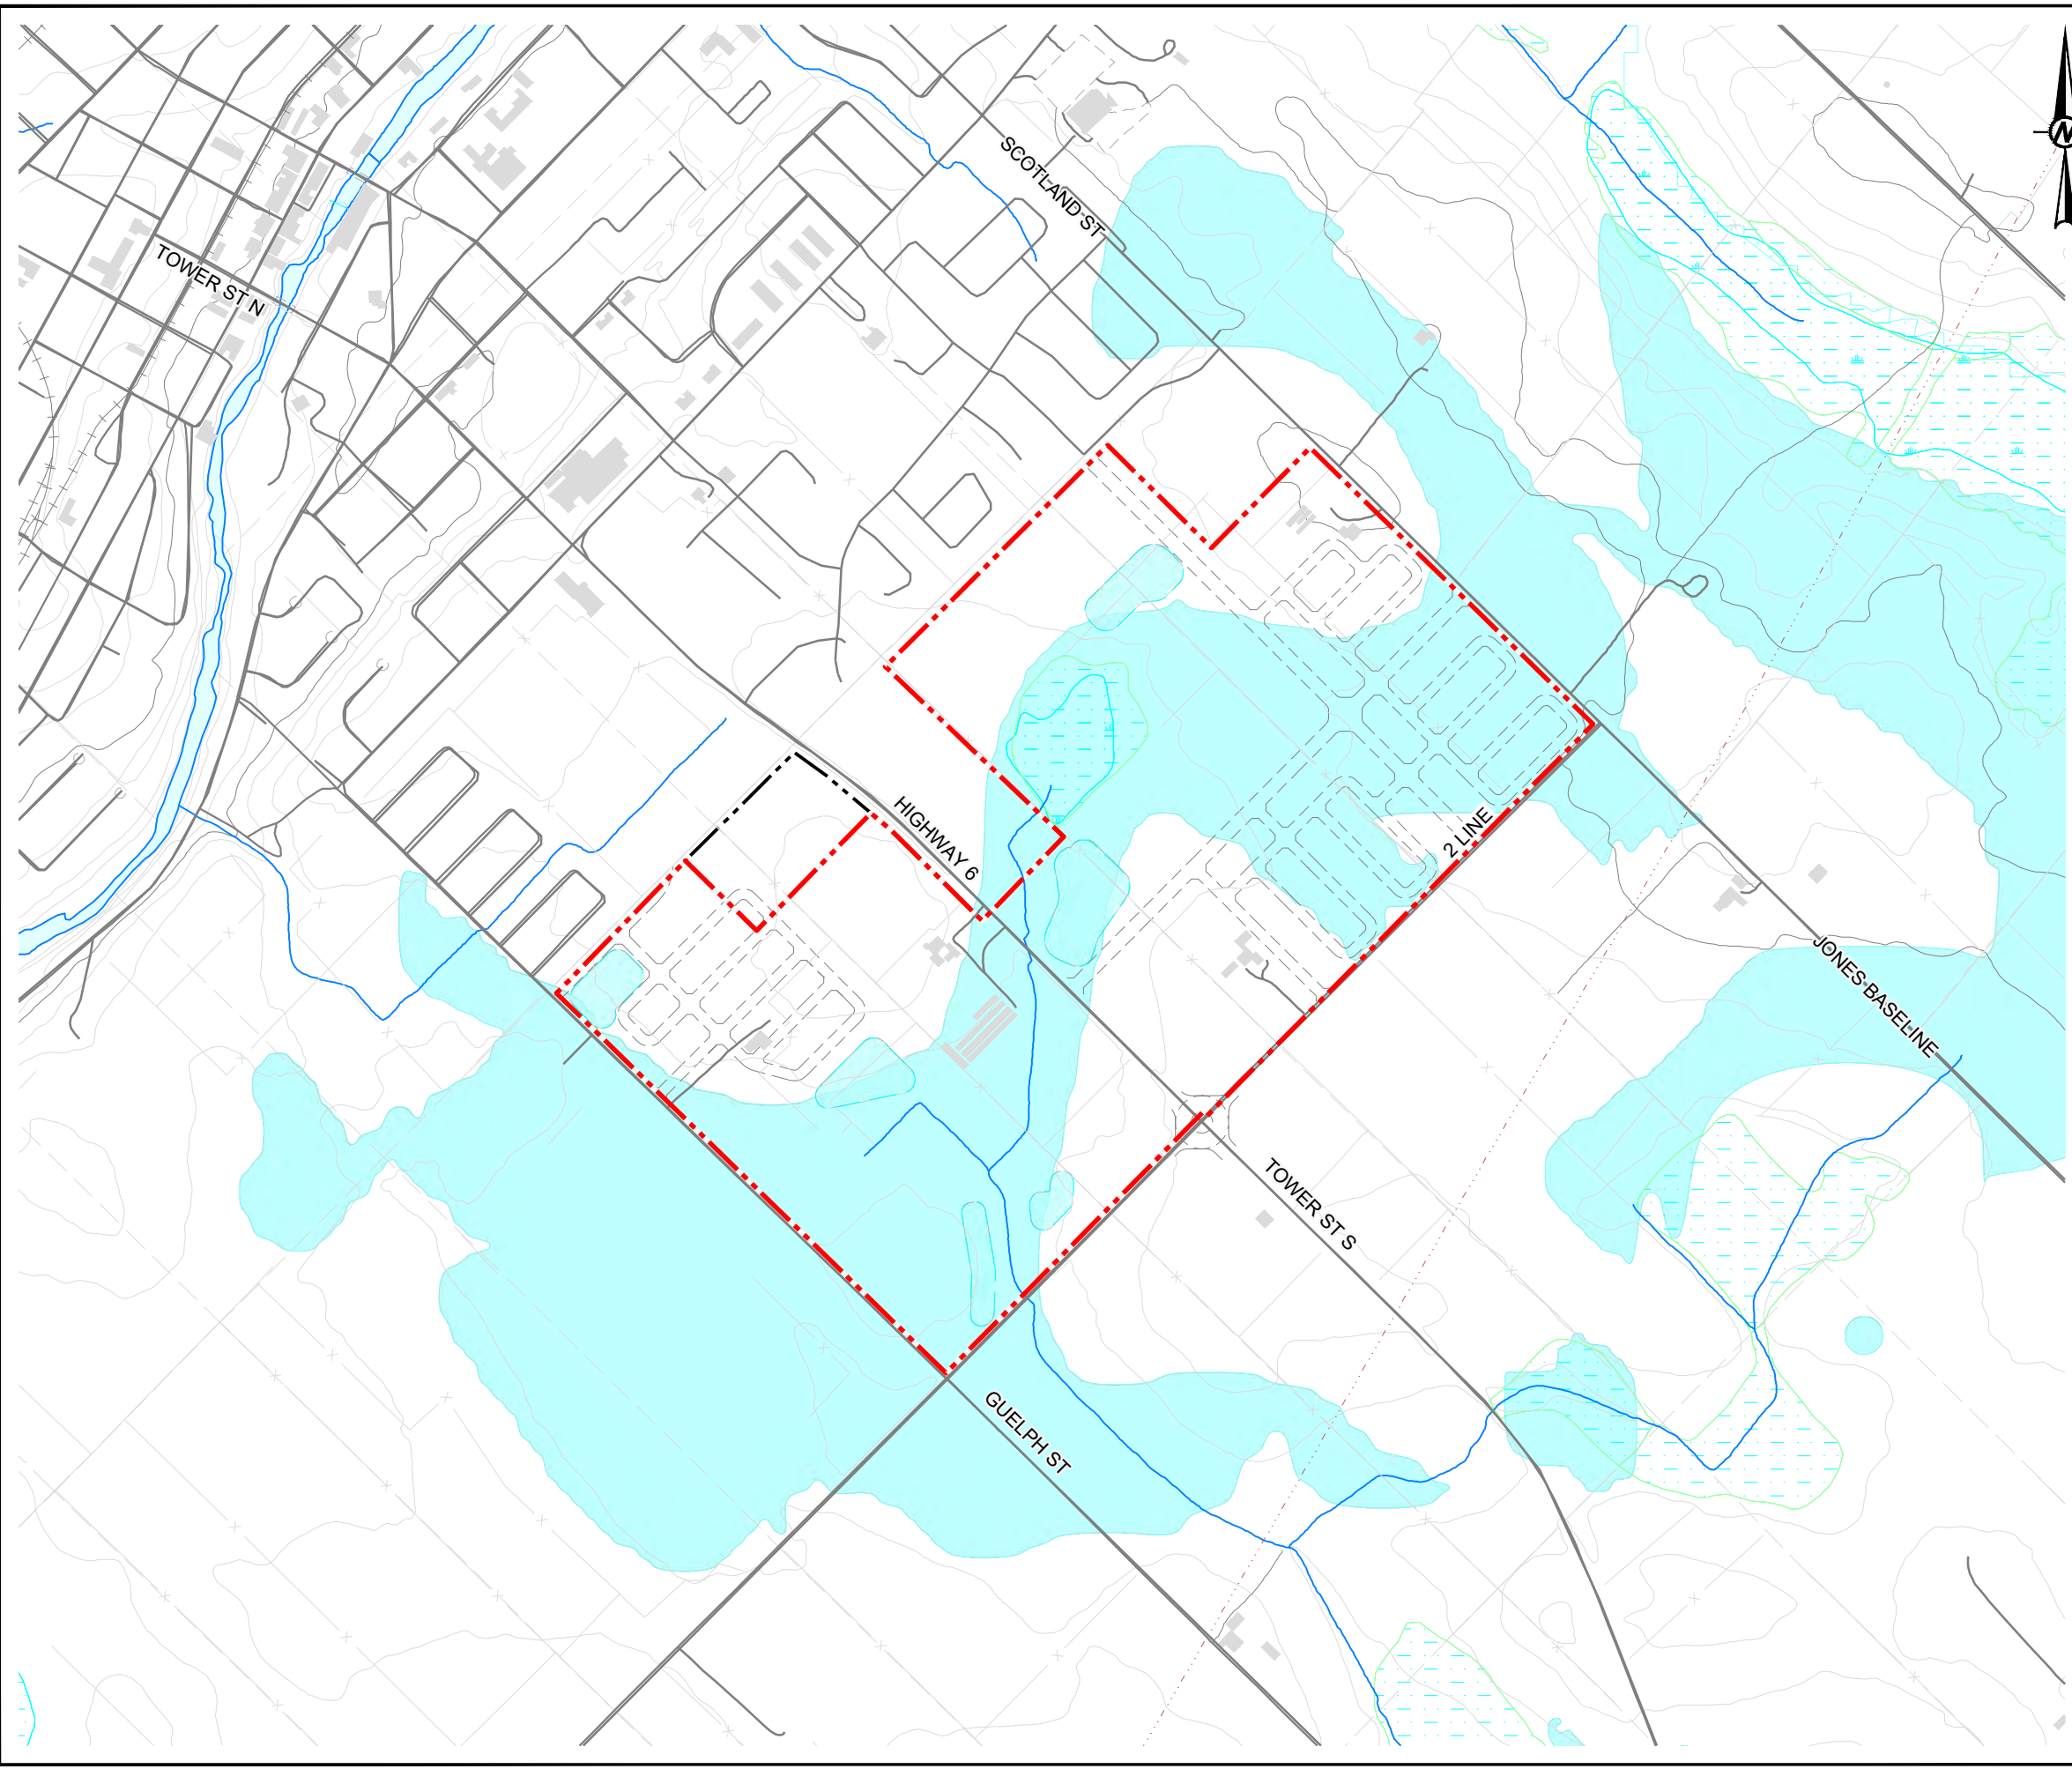 N
SCOTLAND ST
TOWER ST N
HIGHWAY 6
2 LINE
JONES BASELINE
TOWER ST S
GUELPH ST